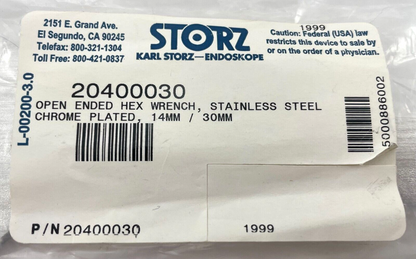 2151 E. Grand Ave.
El Segundo, CA 90245
Telefax: 800-321-1304
Toll Free: 800-421-0837
STORZ
KARL STORZ—ENDOSKOPE
1999
Caution: Federal (USA) law
restricts this device to sale by
or on the order of a physician.
L-00200-3.0
20400030
OPEN ENDED HEX WRENCH, STAINLESS STEEL
CHROME PLATED, 14MM / 30MM
5000886002
P/N 20400030
1999